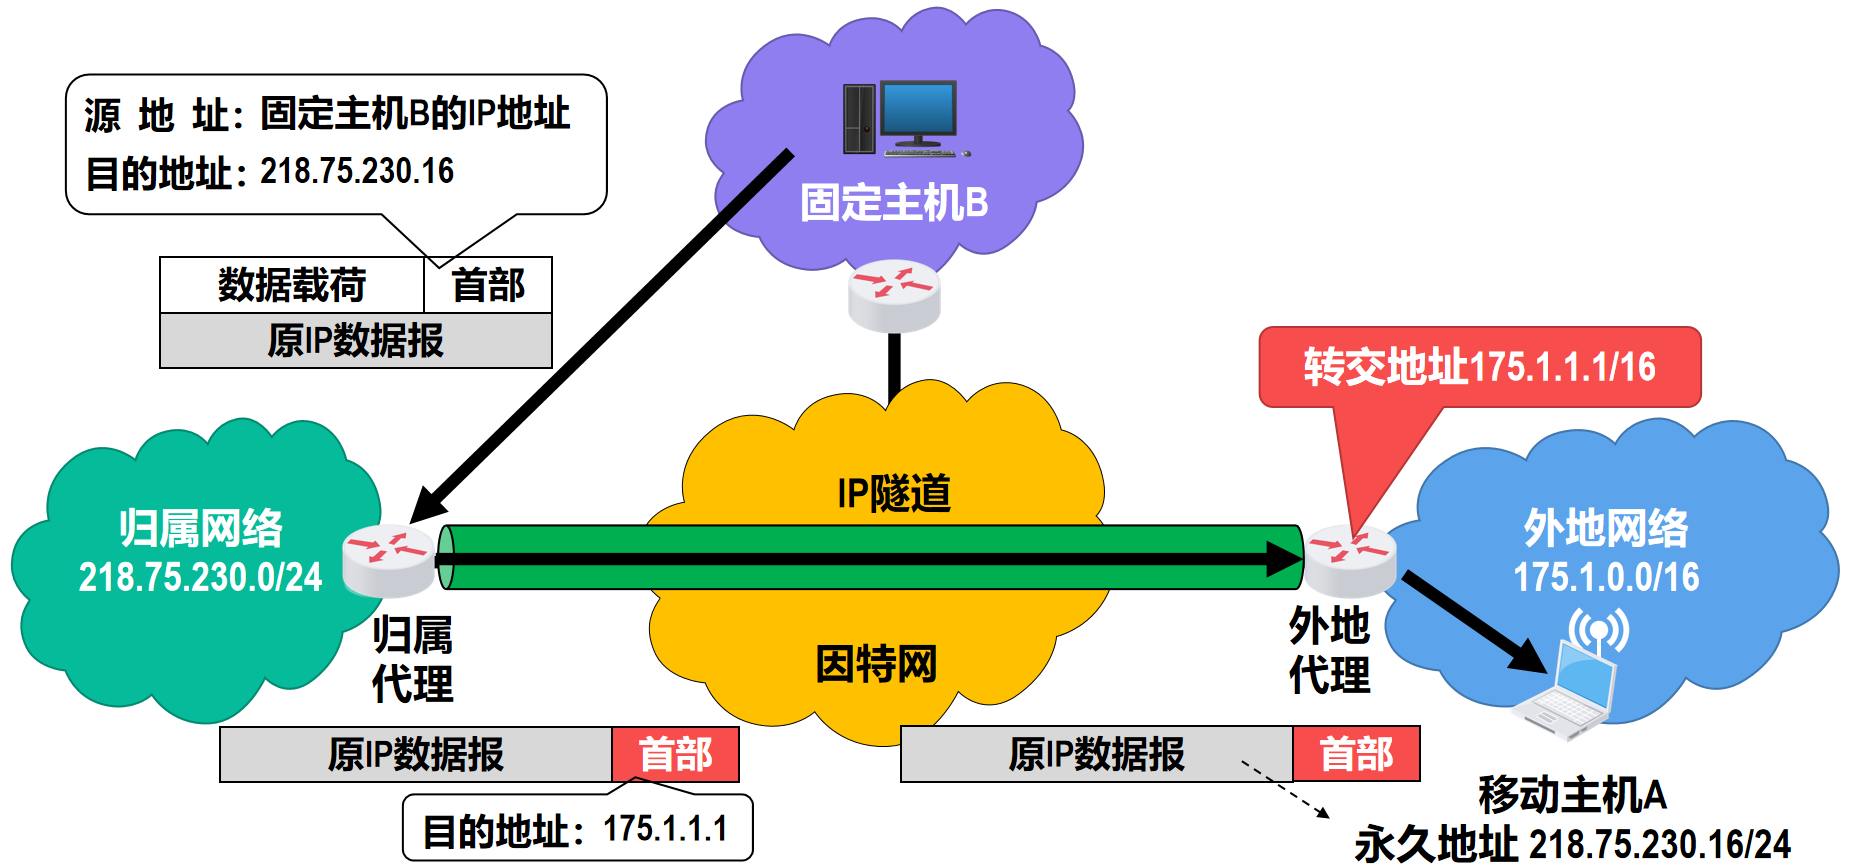 源地址：固定主机B的IP地址
目的地址：218.75.230.16
数据载荷 首部
原IP数据报
固定主机B
转交地址175.1.1.1/16
归属网络
218.75.230.0/24
归属
代理
IP隧道
因特网
外地网络
175.1.0.0/16
外地
代理
原IP数据报 首部
目的地址：175.1.1.1
原IP数据报 首部
移动主机A
永久地址 218.75.230.16/24